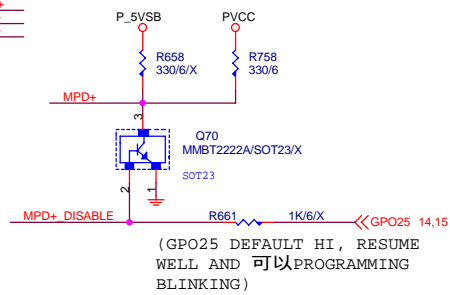 P_5VSB PVCC
R658 R758
330/6/X 330/6
MPD+
3
Q70
MMBT2222A/SOT23/X
SOT23
2 1
MPD+_DISABLE R661 1K/6/X GPO25 14,15
(GPO25 DEFAULT HI, RESUME
WELL AND 可以PROGRAMMING
BLINKING)